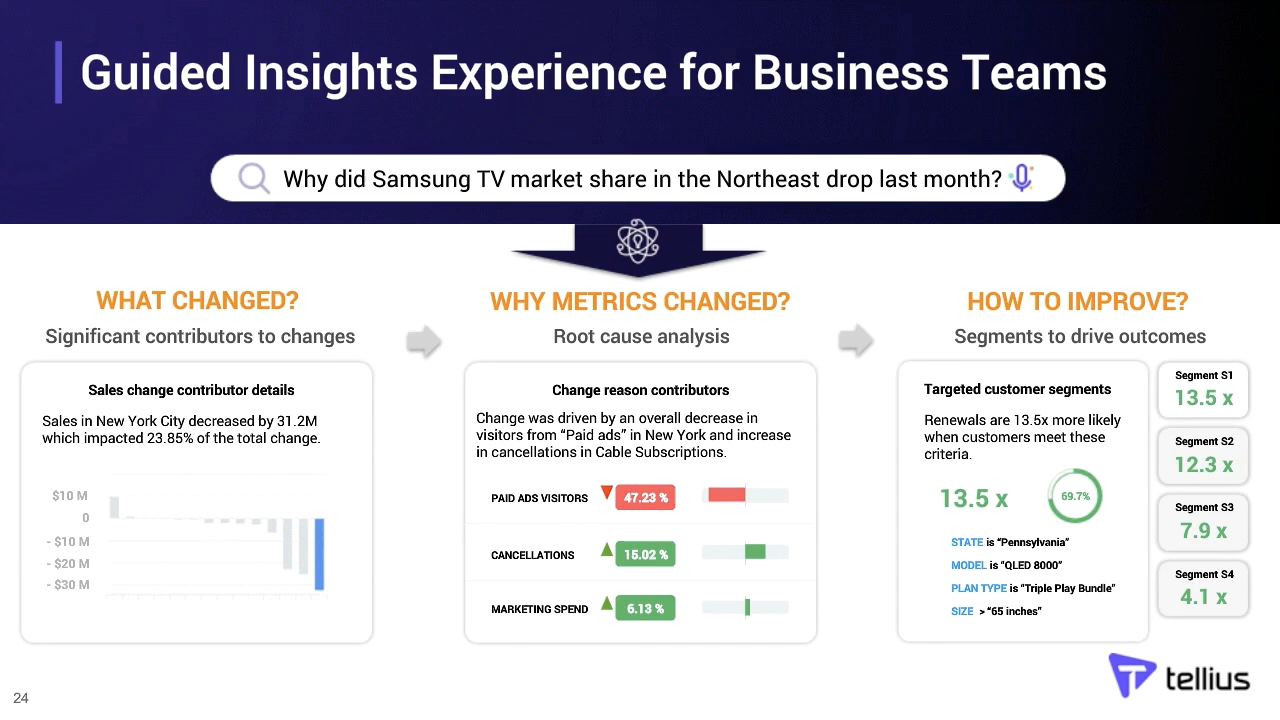 Guided Insights Experience for Business Teams
Why did Samsung TV market share in the Northeast drop last month?
WHAT CHANGED?
Significant contributors to changes
Sales change contributor details
Sales in New York City decreased by 31.2M
which impacted 23.85% of the total change.
$10 M
0
- $10 M
- $20 M
- $30 M
WHY METRICS CHANGED?
Root cause analysis
Change reason contributors
Change was driven by an overall decrease in
visitors from “Paid ads” in New York and increase
in cancellations in Cable Subscriptions.
PAID ADS VISITORS 47.23 %
CANCELLATIONS 15.02 %
MARKETING SPEND 6.13 %
HOW TO IMPROVE?
Segments to drive outcomes
Targeted customer segments
Renewals are 13.5x more likely
when customers meet these
criteria.
13.5 x 69.7%
STATE is “Pennsylvania”
MODEL is “QLED 8000”
PLAN TYPE is “Triple Play Bundle”
SIZE > “65 inches”
Segment S1
13.5 x
Segment S2
12.3 x
Segment S3
7.9 x
Segment S4
4.1 x
24
tellius